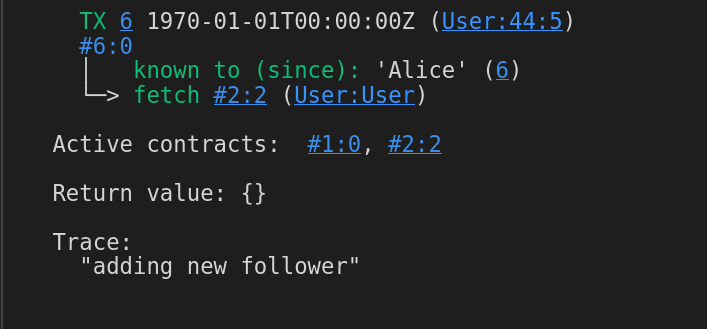 TX 6 1970-01-01T00:00:00Z (User:44:5)
#6:0
│   known to (since): 'Alice' (6)
└─> fetch #2:2 (User:User)
Active contracts:  #1:0, #2:2
Return value: {}
Trace:
"adding new follower"